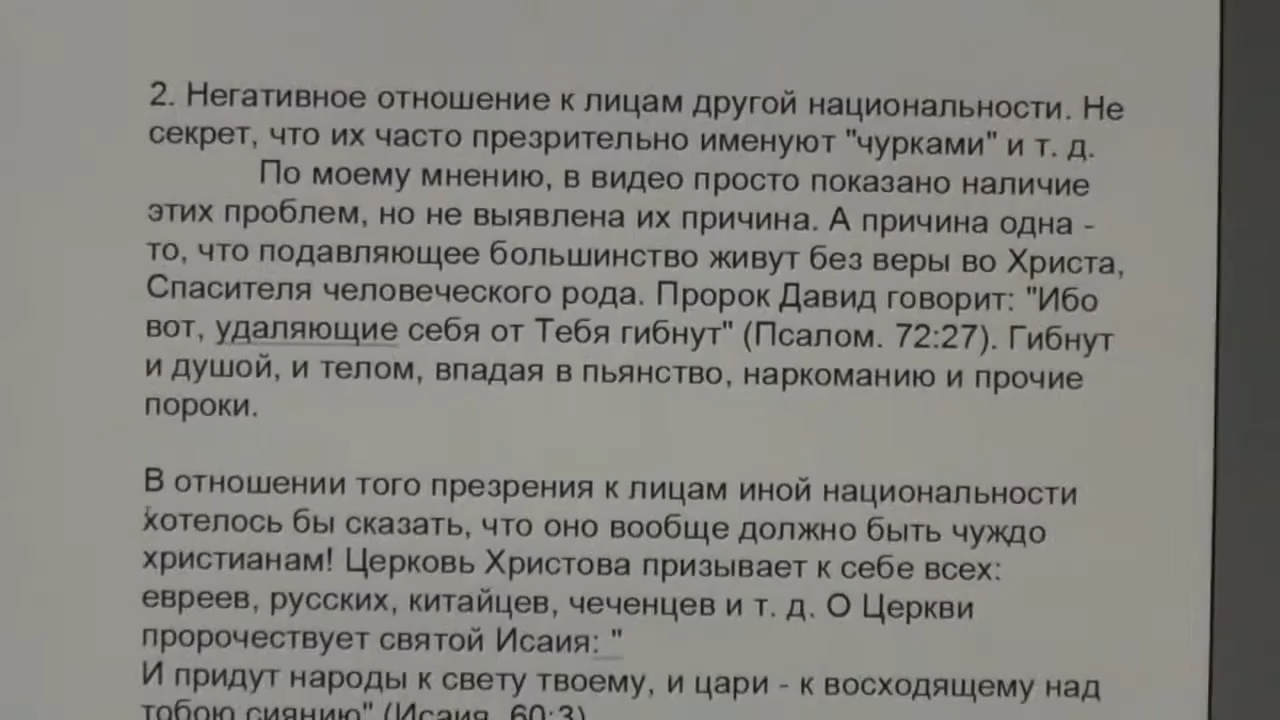 2. Негативное отношение к лицам другой национальности. Не
секрет, что их часто презрительно именуют "чурками" и т. д.
По моему мнению, в видео просто показано наличие
этих проблем, но не выявлена их причина. А причина одна -
то, что подавляющее большинство живут без веры во Христа,
Спасителя человеческого рода. Пророк Давид говорит: "Ибо
вот, удаляющие себя от Тебя гибнут" (Псалом. 72:27). Гибнут
и душой, и телом, впадая в пьянство, наркоманию и прочие
пороки.
В отношении того презрения к лицам иной национальности
хотелось бы сказать, что оно вообще должно быть чуждо
христианам! Церковь Христова призывает к себе всех:
евреев, русских, китайцев, чеченцев и т. д. О Церкви
пророчествует святой Исаия: "
И придут народы к свету твоему, и цари - к восходящему над
тобою сиянию" (Исаия. 60:3)